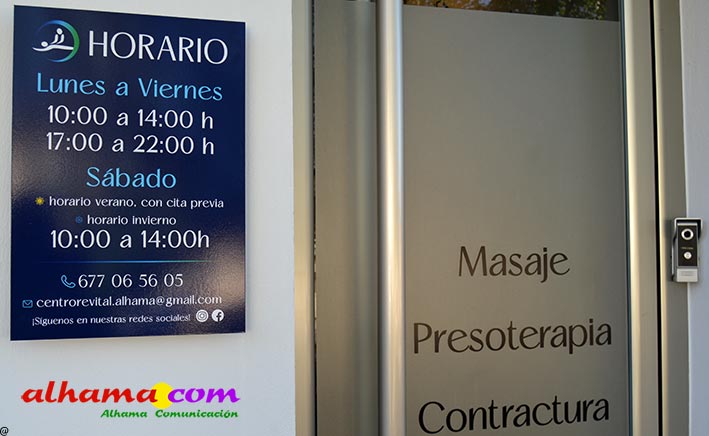 HORARIO
Lunes a Viernes
10:00 a 14:00 h
17:00 a 22:00 h
Sábado
horario verano, con cita previa
horario invierno
10:00 a 14:00h
677 06 56 05
centrorevital.alhama@gmail.com
¡Síguenos en nuestras redes sociales!
Masaje
Presoterapia
Contractura
alhama.com
Alhama Comunicación
@